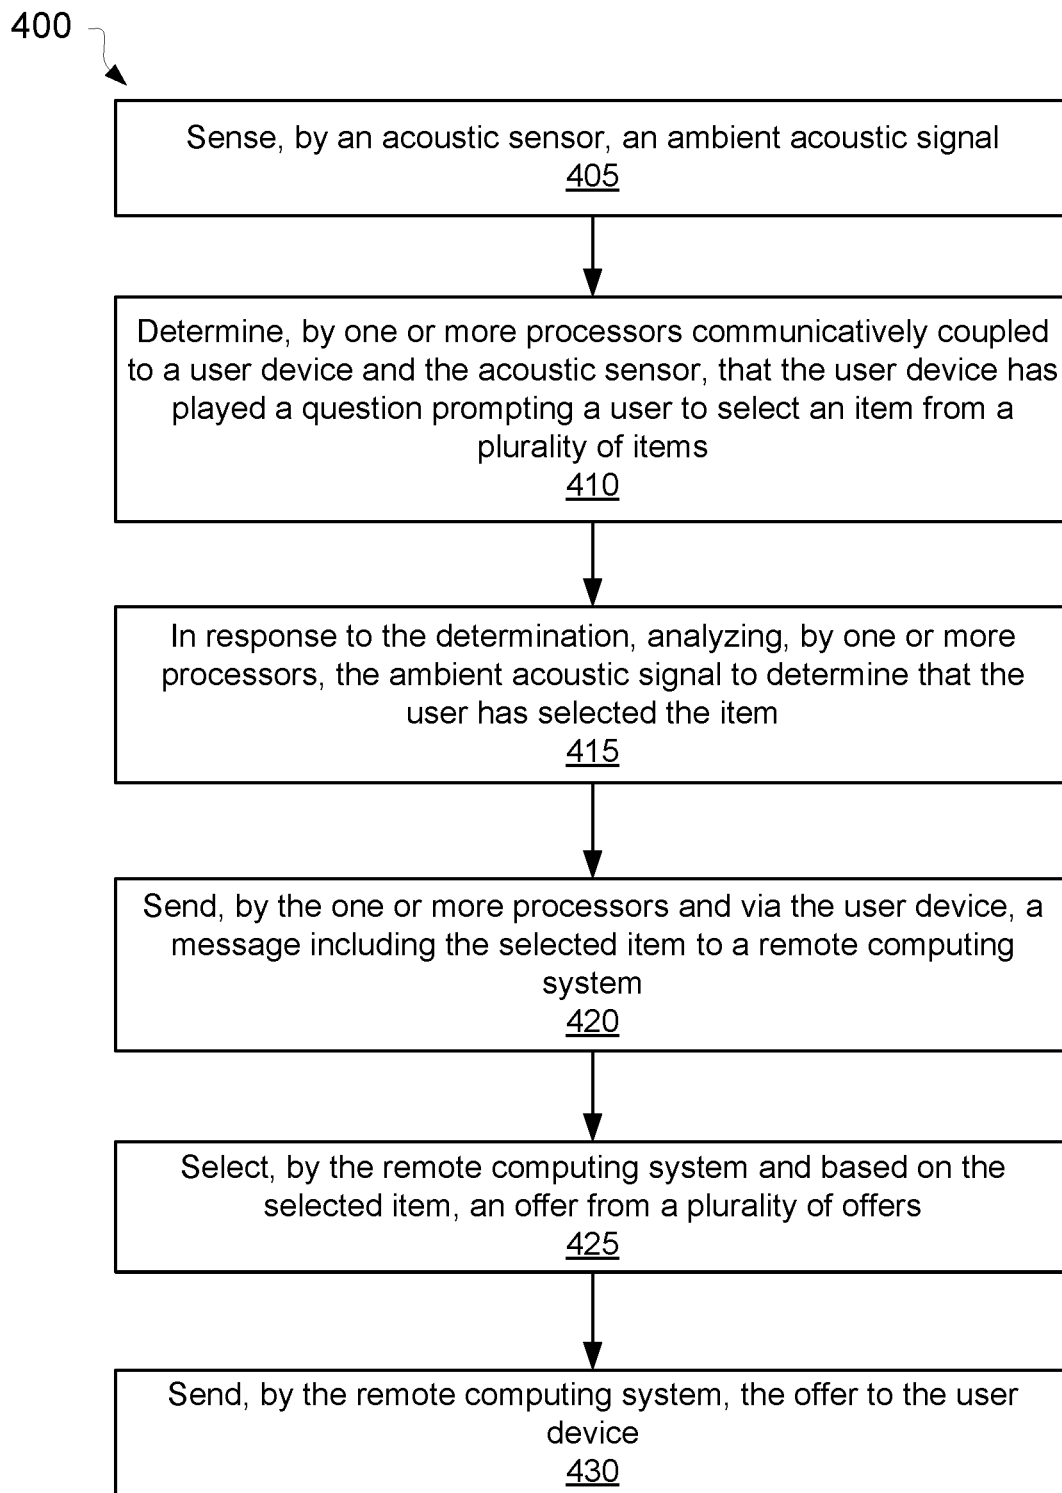 400
Sense, by an acoustic sensor, an ambient acoustic signal
405
Determine, by one or more processors communicatively coupled
to a user device and the acoustic sensor, that the user device has
played a question prompting a user to select an item from a
plurality of items
410
In response to the determination, analyzing, by one or more
processors, the ambient acoustic signal to determine that the
user has selected the item
415
Send, by the one or more processors and via the user device, a
message including the selected item to a remote computing
system
420
Select, by the remote computing system and based on the
selected item, an offer from a plurality of offers
425
Send, by the remote computing system, the offer to the user
device
430